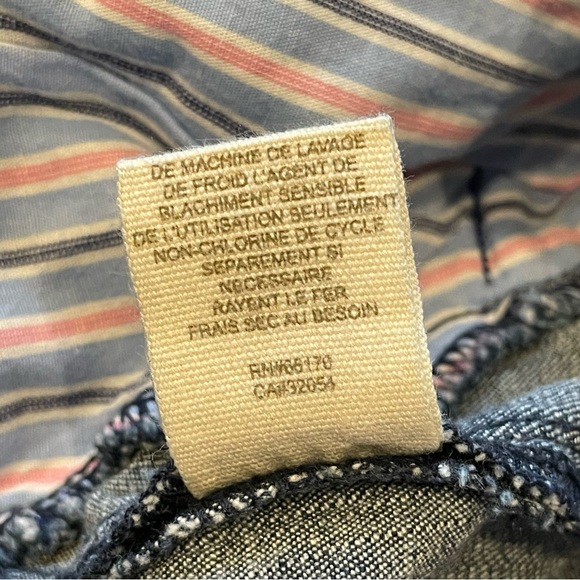 DE MACHINE DE LAVAGE
DE FROID L'AGENT DE
BLACHIMENT SENSIBLE
DE L'UTILISATION SEULEMENT
NON-CHLORINE DE CYCLE
SEPAREMENT SI
NECESSAIRE
RAYENT LE FER
FRAIS SEC AU BESOIN
RN#66170
CA#32054